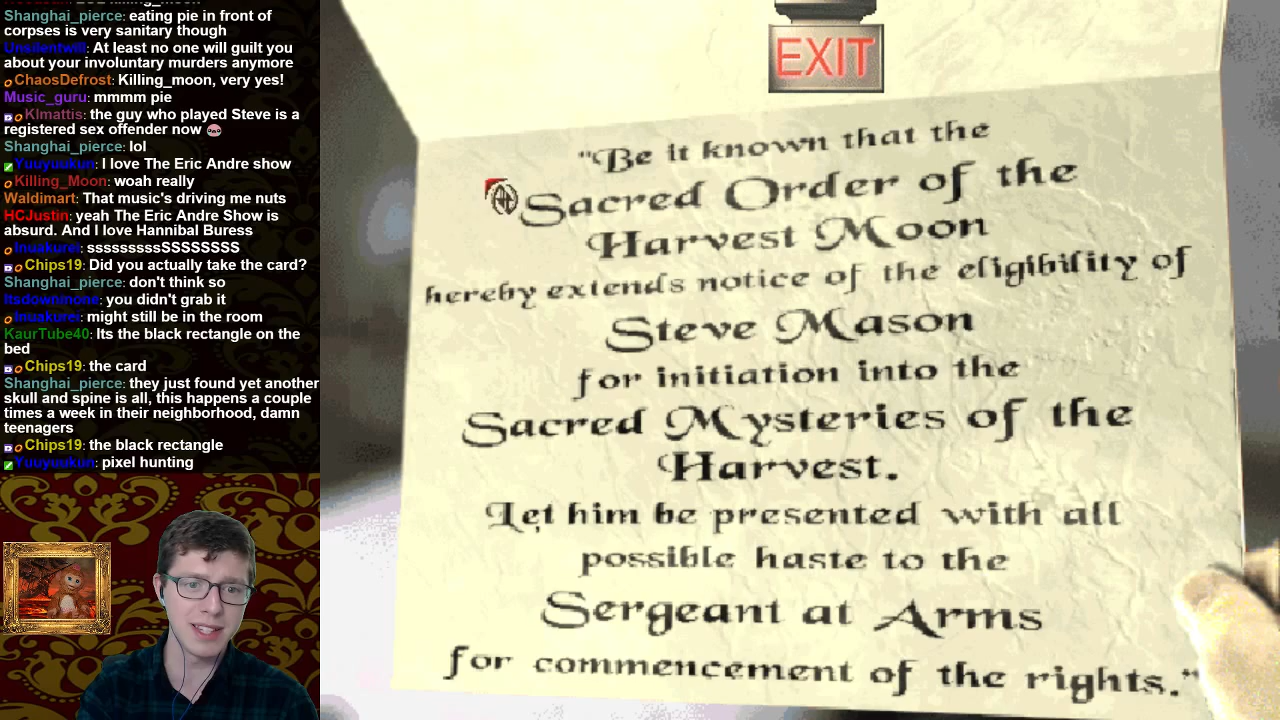 Shanghai_pierce: eating pie in front of
corpses is very sanitary though
Unsilentwill: At least no one will guilt you
about your involuntary murders anymore
ChaosDefrost: Killing_moon, very yes!
Music_guru: mmmm pie
Klmattis: the guy who played Steve is a
registered sex offender now
Shanghai_pierce: lol
Yuuyuukun: I love The Eric Andre show
Killing_Moon: woah really
Waldimart: That music's driving me nuts
HCJustin: yeah The Eric Andre Show is
absurd. And I love Hannibal Buress
Inuakurei: sssssssssSSSSSSSS
Chips19: Did you actually take the card?
Shanghai_pierce: don't think so
Itsdowninone: you didn't grab it
Inuakurei: might still be in the room
KaurTube40: Its the black rectangle on the
bed
Chips19: the card
Shanghai_pierce: they just found yet another
skull and spine is all, this happens a couple
times a week in their neighborhood, damn
teenagers
Chips19: the black rectangle
Yuuyuukun: pixel hunting
EXIT
"Be it known that the
Sacred Order of the
Harvest Moon
hereby extends notice of the eligibility of
Steve Mason
for initiation into the
Sacred Mysteries of the
Harvest.
Let him be presented with all
possible haste to the
Sergeant at Arms
for commencement of the rights."